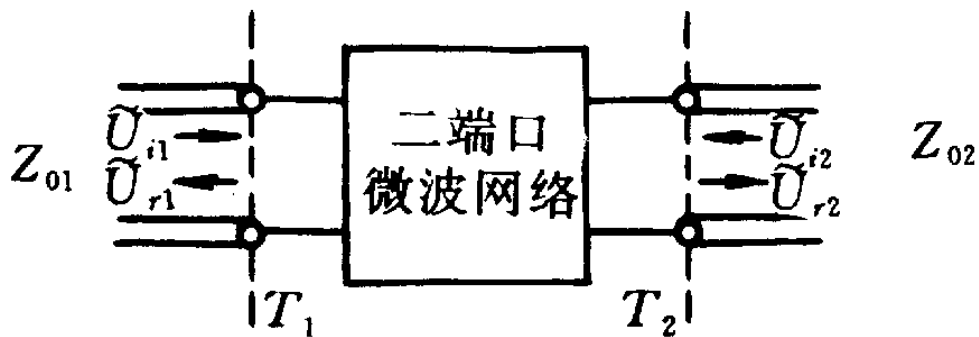 Z₀₁
Ũᵢ₁
Ũᵣ₁
二端口
微波网络
Ũᵢ₂
Ũᵣ₂
Z₀₂
T₁
T₂